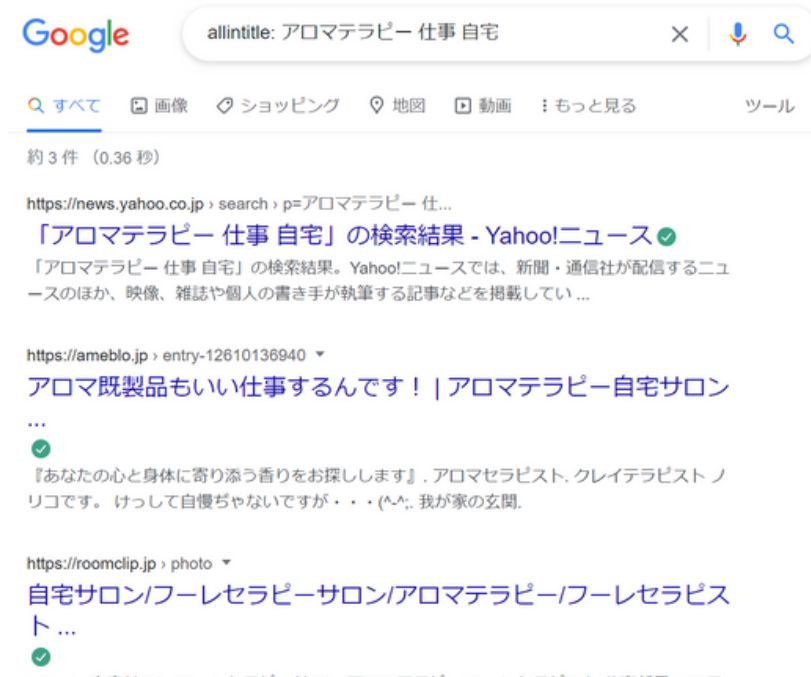 Google
allintitle: アロマテラピー 仕事 自宅
すべて 画像 ショッピング 地図 動画 もっと見る ツール
約 3 件 （0.36 秒）
https://news.yahoo.co.jp › search › p=アロマテラピー 仕...
「アロマテラピー 仕事 自宅」の検索結果 - Yahoo!ニュース
「アロマテラピー 仕事 自宅」の検索結果。Yahoo!ニュースでは、新聞・通信社が配信するニュ
ースのほか、映像、雑誌や個人の書き手が執筆する記事などを掲載してい ...
https://ameblo.jp › entry-12610136940
アロマ既製品もいい仕事するんです！ | アロマテラピー自宅サロン
...
『あなたの心と身体に寄り添う香りをお探しします』. アロマセラピスト. クレイテラピスト ノ
リコです。 けっして自慢ぢゃないですが・・・(^-^;. 我が家の玄関.
https://roomclip.jp › photo
自宅サロン/フーレセラピーサロン/アロマテラピー/フーレセラピス
ト ...